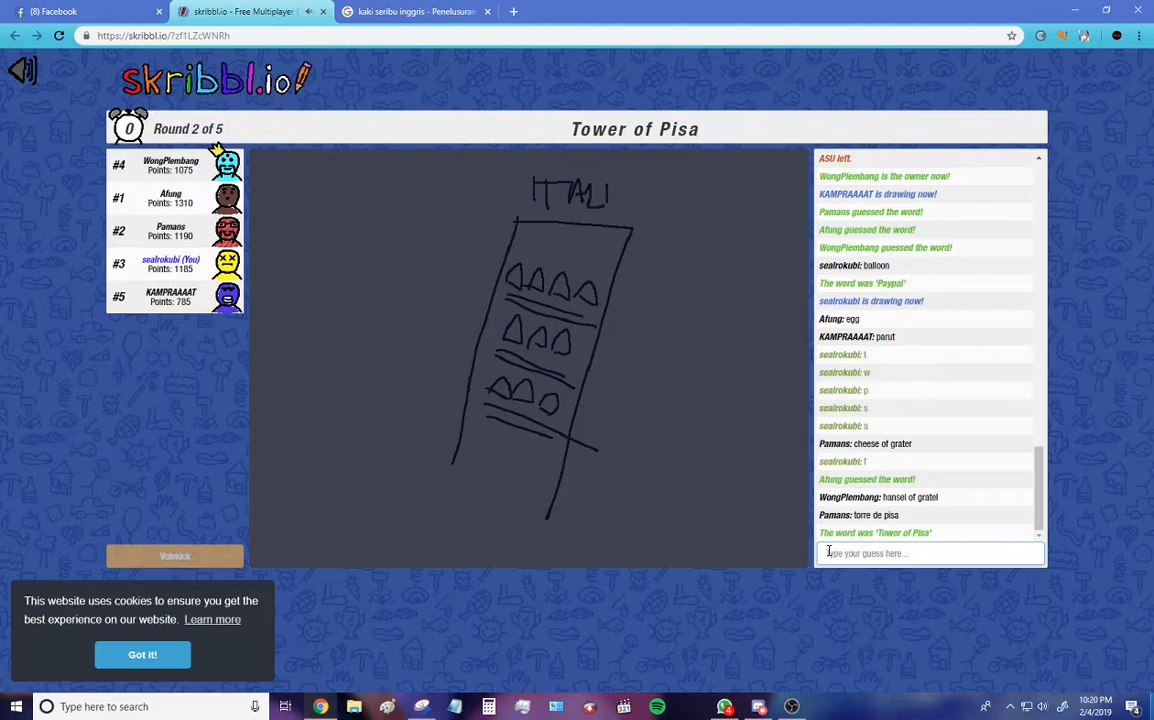 (8) Facebook
skribbl.io - Free Multiplayer D
kaki seribu inggris - Penelusuran
https://skribbl.io/?zf1LZcWNRh
skribbl.io
0
Round 2 of 5
Tower of Pisa
#4
WongPlembang
Points: 1075
#1
Afung
Points: 1310
#2
Pamans
Points: 1190
#3
sealrokubi (You)
Points: 1185
#5
KAMPRAAAAT
Points: 785
Votekick
ITALI
ASU left.
WongPlembang is the owner now!
KAMPRAAAAT is drawing now!
Pamans guessed the word!
Afung guessed the word!
WongPlembang guessed the word!
sealrokubi: balloon
The word was 'Paypal'
sealrokubi is drawing now!
Afung: egg
KAMPRAAAAT: parut
sealrokubi: t
sealrokubi: w
sealrokubi: p
sealrokubi: s
sealrokubi: a
Pamans: cheese of grater
sealrokubi: f
Afung guessed the word!
WongPlembang: hansel of gratel
Pamans: torre de pisa
The word was 'Tower of Pisa'
Type your guess here...
This website uses cookies to ensure you get the
best experience on our website. Learn more
Got it!
Type here to search
4
10:20 PM
2/4/2019